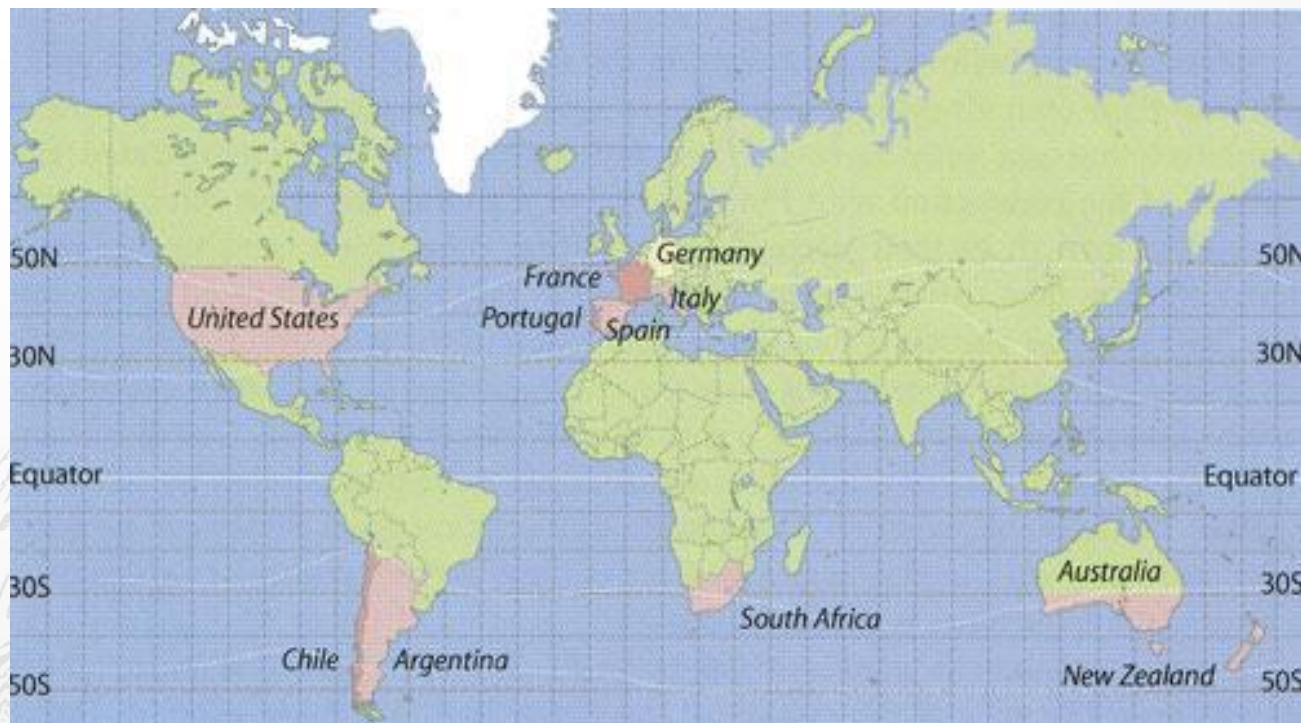 50N
50N
Germany
France
Italy
United States
Portugal
Spain
30N
30N
Equator
Equator
Australia
30S
30S
South Africa
Chile
Argentina
New Zealand
50S
50S